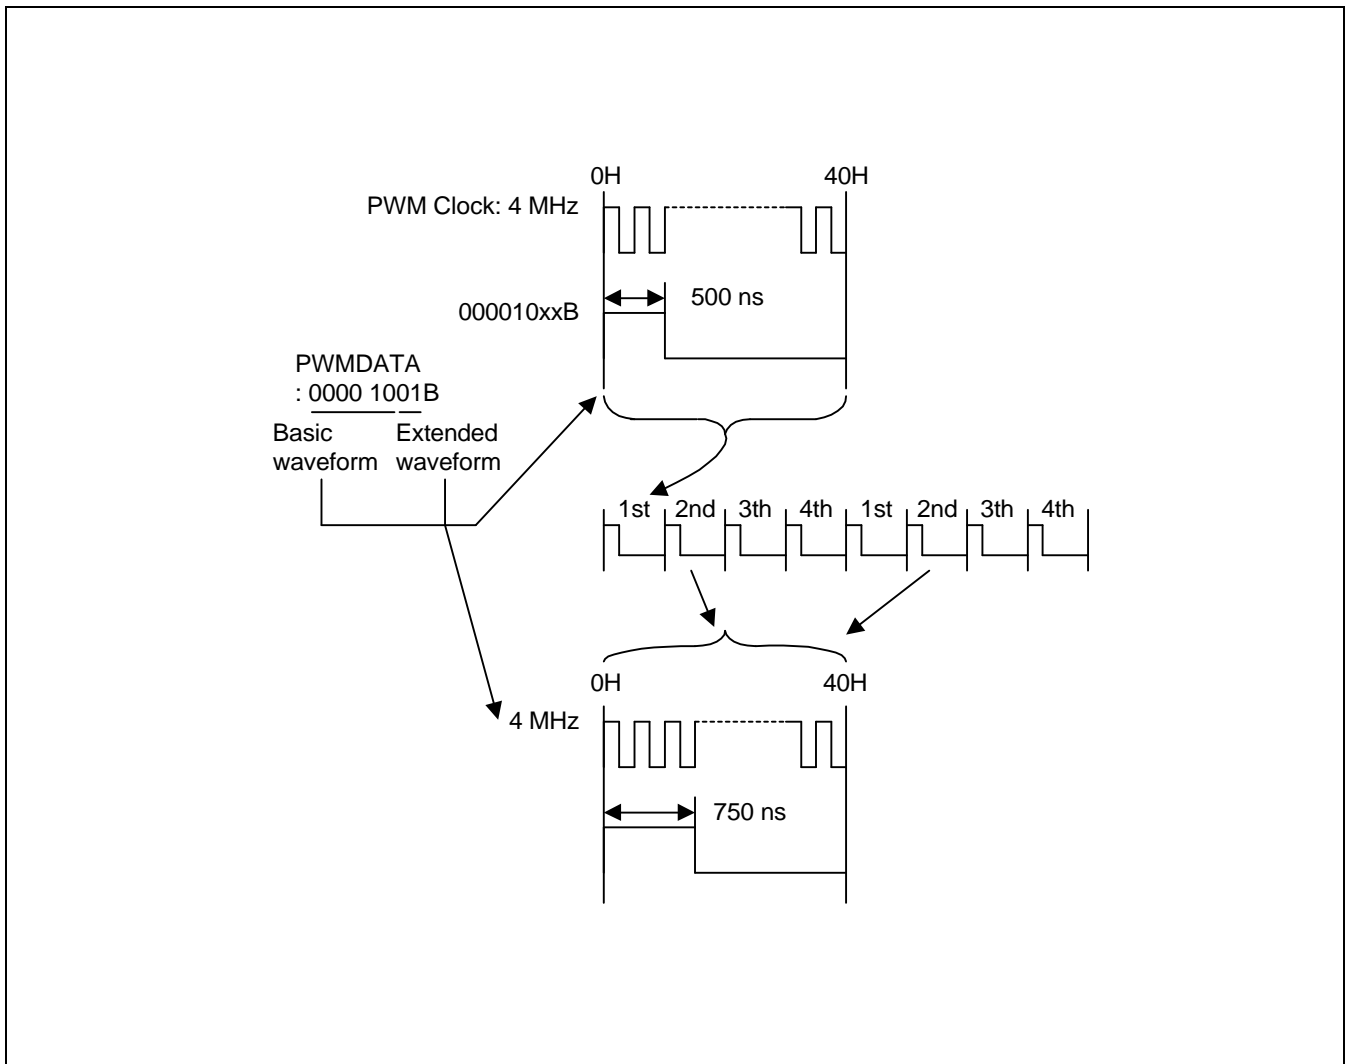 0H 40H
PWM Clock: 4 MHz
500 ns
000010xxB
PWMDATA
: 0000 1001B
Basic
waveform
Extended
waveform
1st 2nd 3th 4th 1st 2nd 3th 4th
0H 40H
4 MHz
750 ns